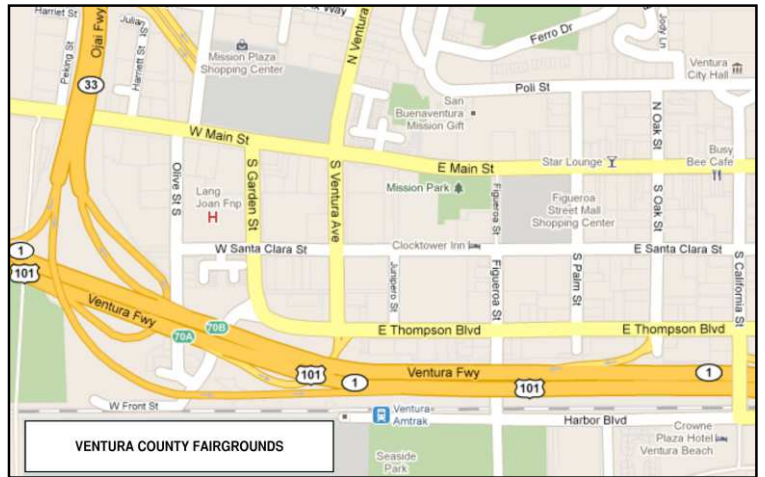 Harriet St
Ojai Fwy
Julian St
Way
N Ventura
Ferro Dr
Jody Ln
Peking St
Harriett St
Mission Plaza
Shopping Center
Ventura
City Hall
33
Poli St
San
Buenaventura
Mission Gift
N Oak St
W Main St
E Main St
Star Lounge
Busy
Bee Cafe
Olive St S
Lang
Joan Fnp
H
S Garden St
S Ventura Ave
Mission Park
Figueroa St
Figueroa
Street Mall
Shopping Center
S Oak St
1
101
W Santa Clara St
Clocktower Inn
E Santa Clara St
Junipero St
Figueroa St
S Palm St
S California St
Ventura Fwy
70A
70B
E Thompson Blvd
E Thompson Blvd
101
1
Ventura Fwy
101
1
W Front St
Ventura
Amtrak
Harbor Blvd
Crowne
Plaza Hotel
Ventura Beach
VENTURA COUNTY FAIRGROUNDS
Seaside
Park